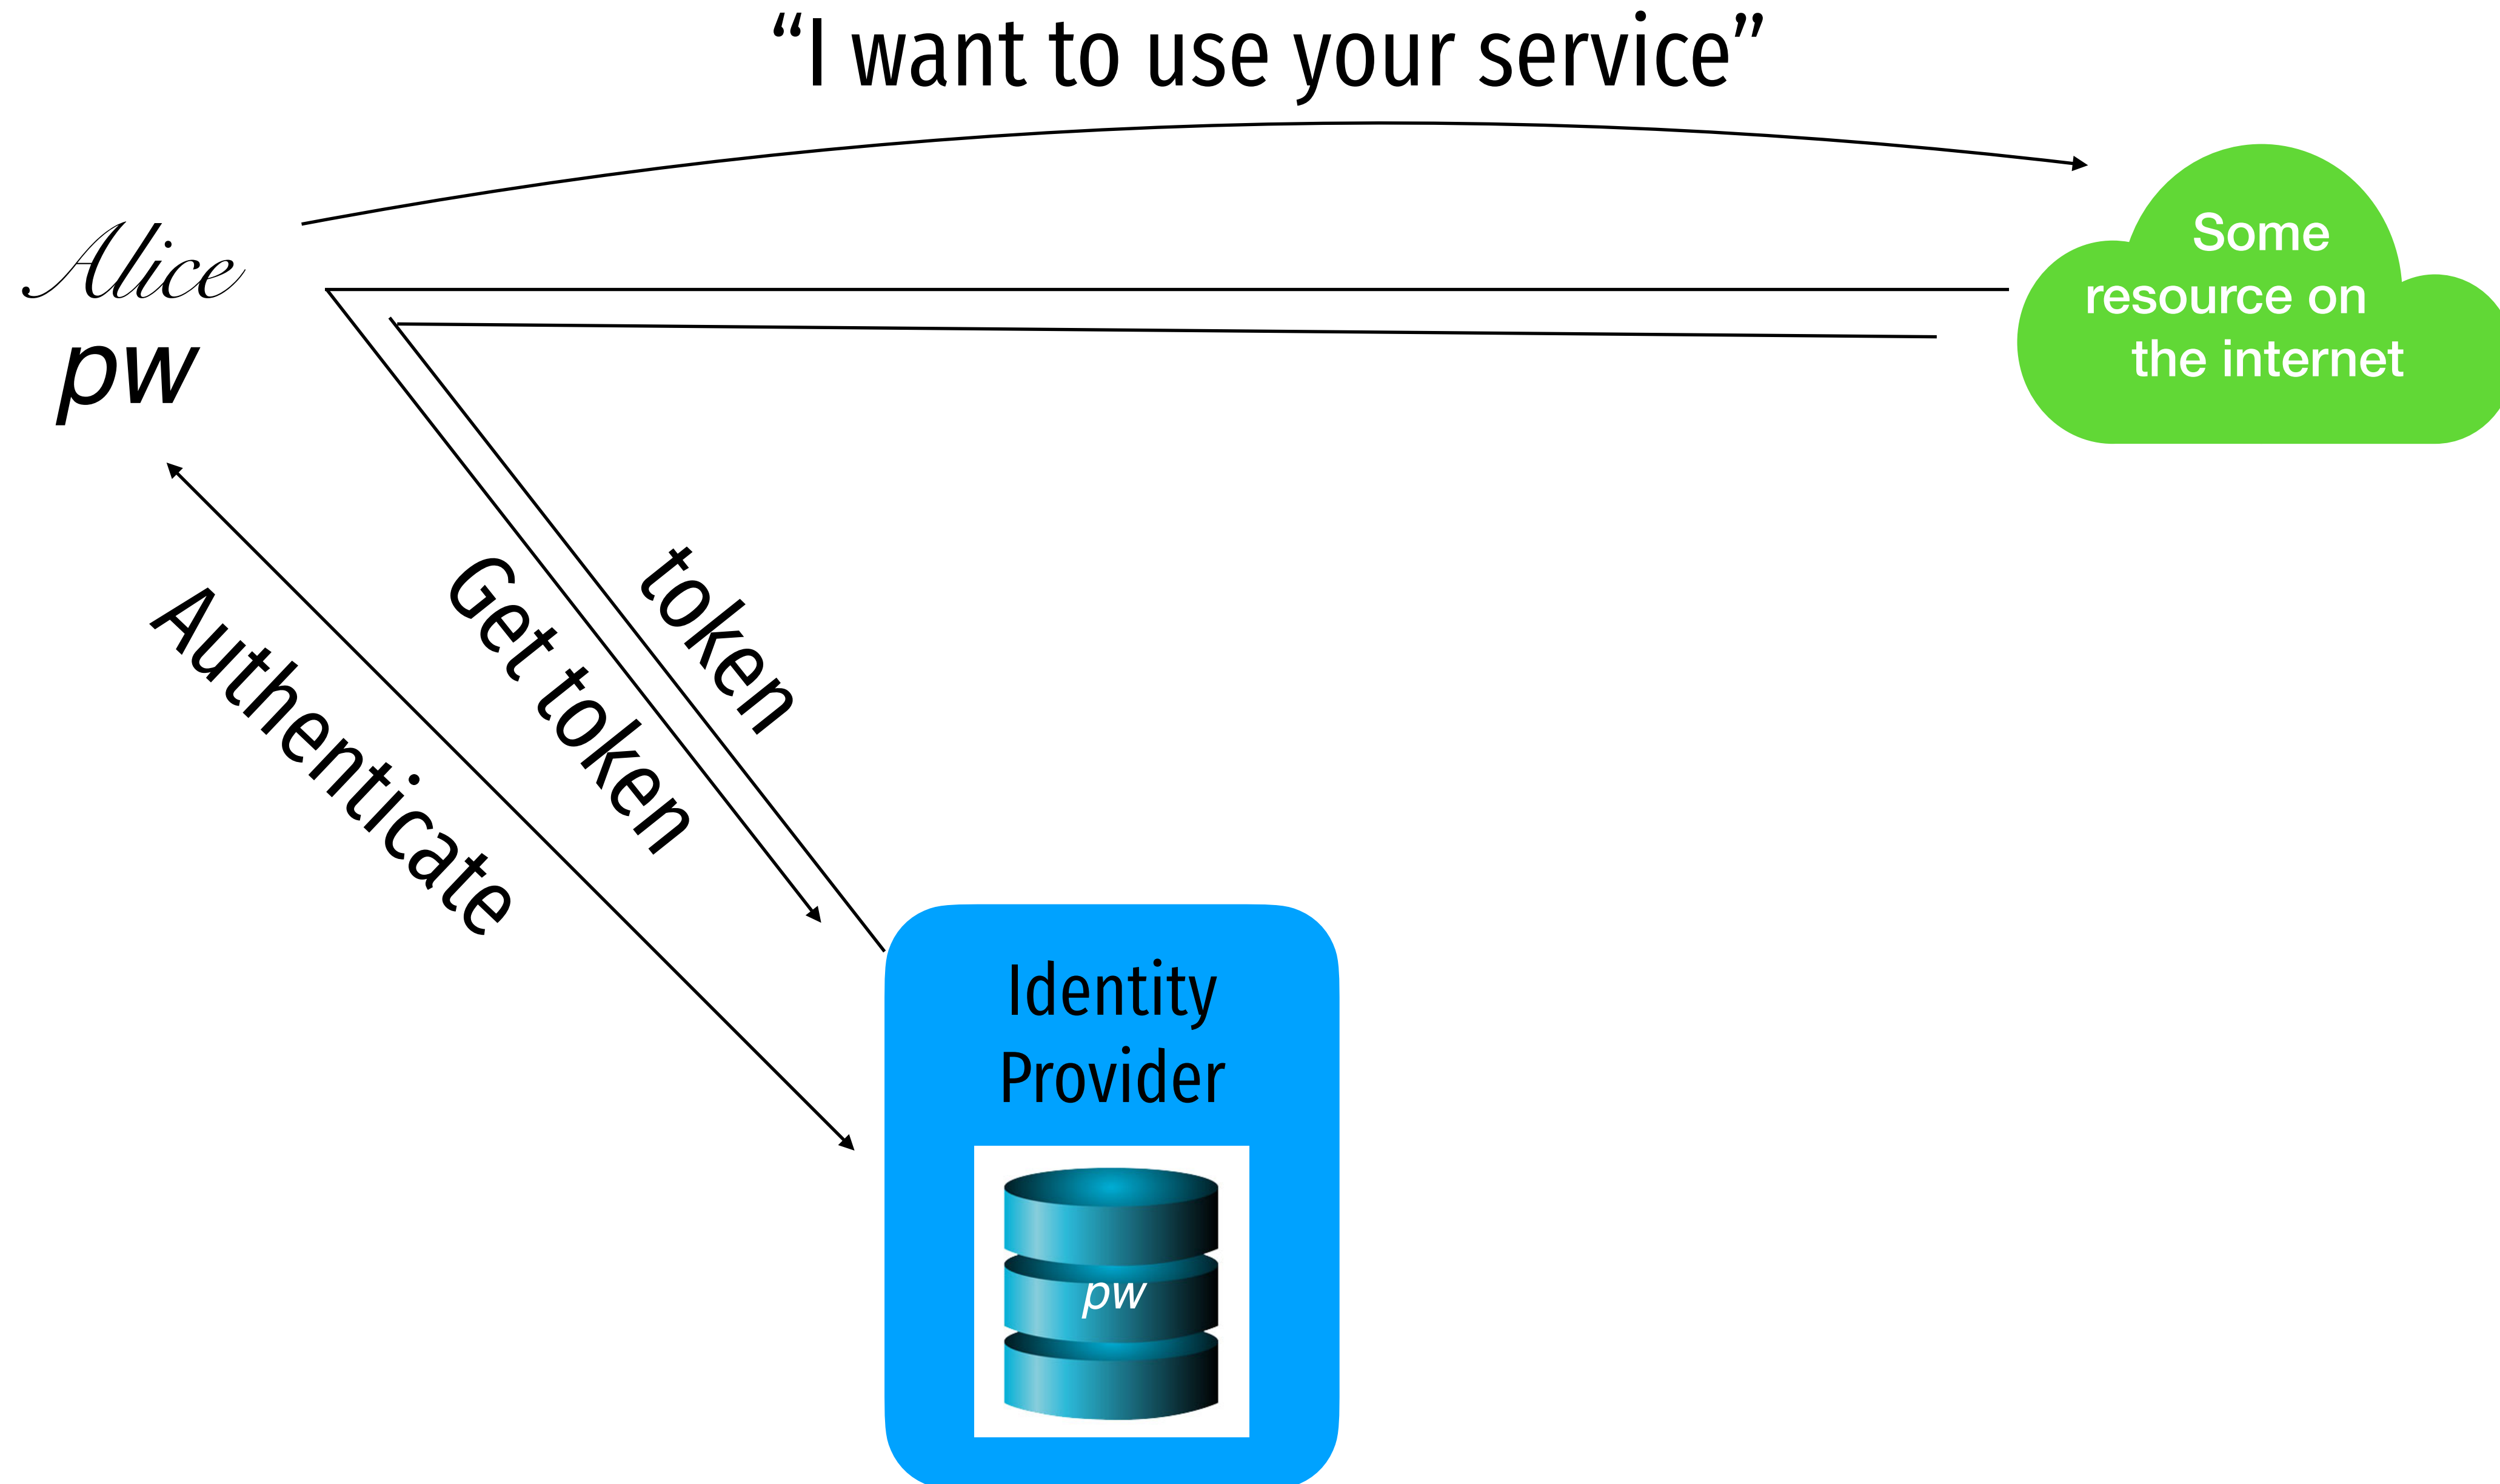 “I want to use your service”
Alice
pw
Some
resource on
the internet
token
Get token
Authenticate
Identity
Provider
pw